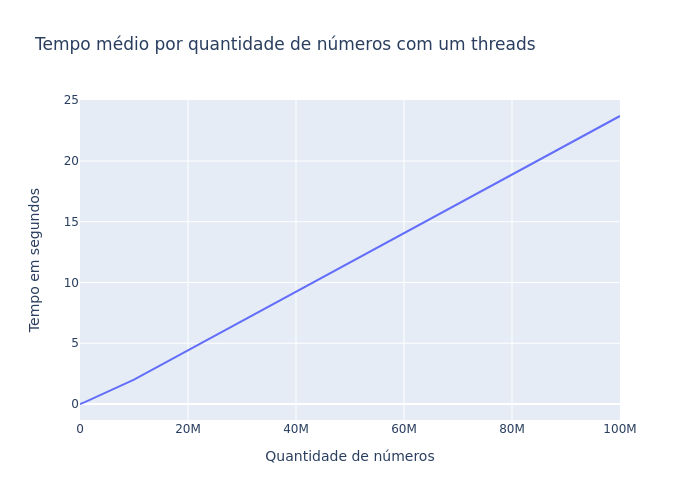 Tempo médio por quantidade de números com um threads
25
20
15
10
5
0
Tempo em segundos
0 20M 40M 60M 80M 100M
Quantidade de números